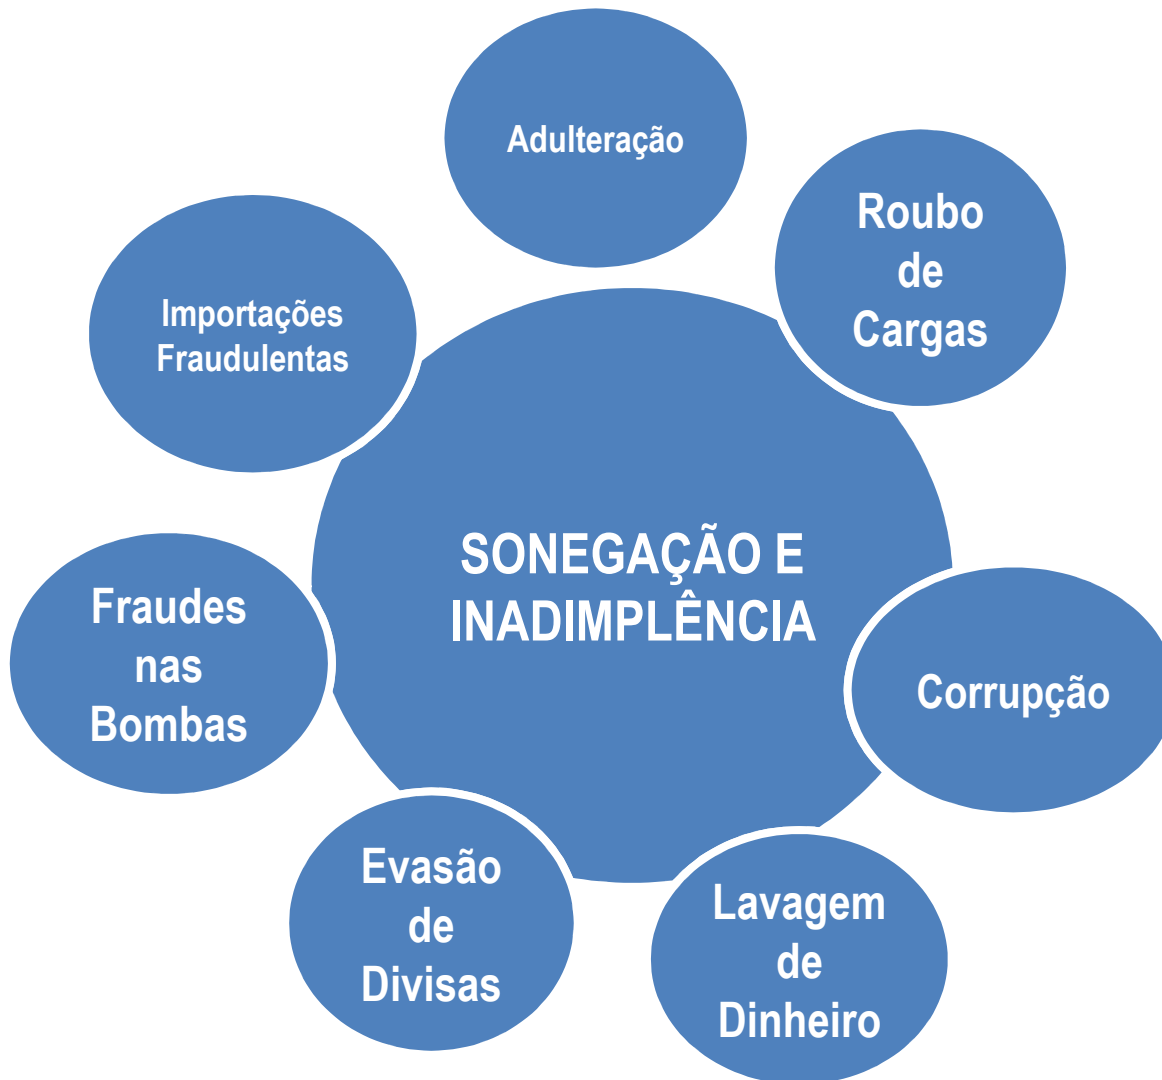 Adulteração
Roubo
de
Cargas
Importações
Fraudulentas
SONEGAÇÃO E
INADIMPLÊNCIA
Fraudes
nas
Bombas
Corrupção
Evasão
de
Divisas
Lavagem
de
Dinheiro